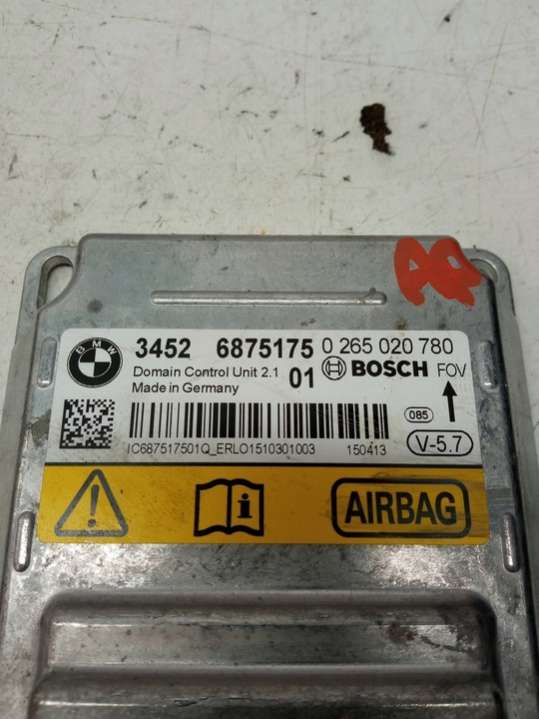 BMW
3452 6875175 0 265 020 780
Domain Control Unit 2.1 01 BOSCH FOV
Made in Germany
085
V-5.7
IC687517501Q_ERLO1510301003 150413
AIRBAG